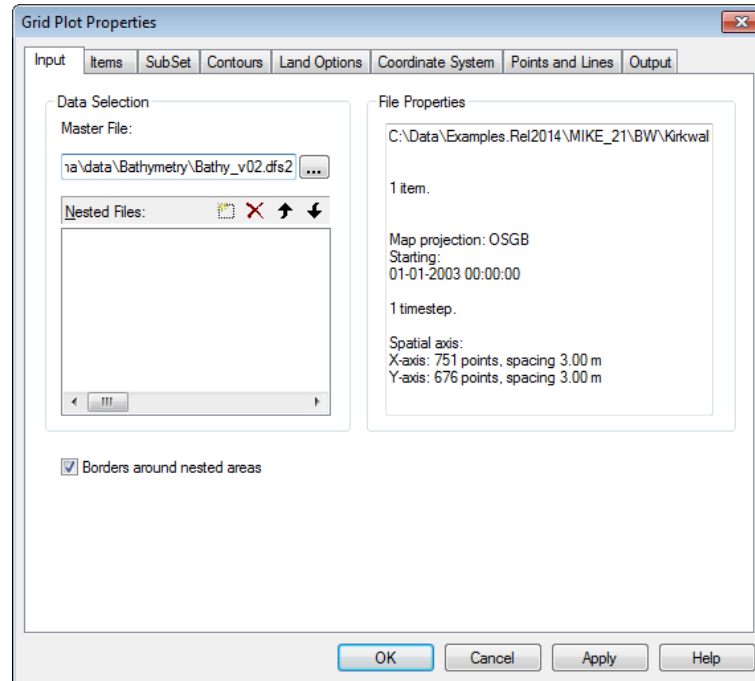 Grid Plot Properties
Input Items SubSet Contours Land Options Coordinate System Points and Lines Output
Data Selection
Master File:
na\data\Bathymetry\Bathy_v02.dfs2 ...
Nested Files:
Borders around nested areas
File Properties
C:\Data\Examples.Rel2014\MIKE_21\BW\Kirkwal
1 item.
Map projection: OSGB
Starting:
01-01-2003 00:00:00
1 timestep.
Spatial axis:
X-axis: 751 points, spacing 3.00 m
Y-axis: 676 points, spacing 3.00 m
OK Cancel Apply Help